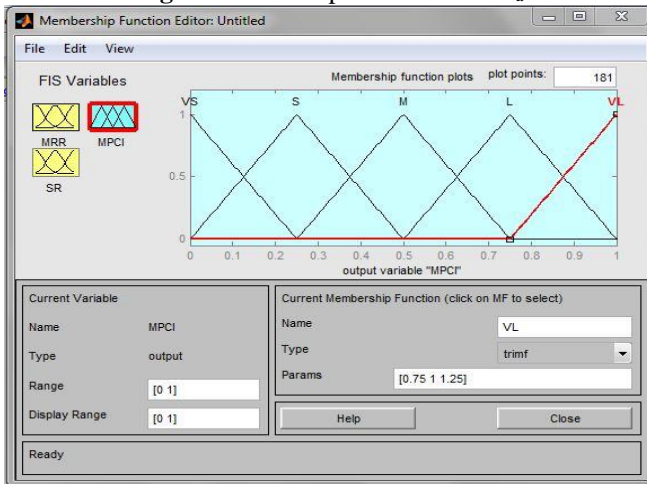 Membership Function Editor: Untitled
File Edit View
FIS Variables
Membership function plots plot points: 181
MRR MPCI
SR
VS S M L VL
1
0.5
0
0 0.1 0.2 0.3 0.4 0.5 0.6 0.7 0.8 0.9 1
output variable "MPCI"
Current Variable
Name MPCI
Type output
Range [0 1]
Display Range [0 1]
Current Membership Function (click on MF to select)
Name VL
Type trimf
Params [0.75 1 1.25]
Help Close
Ready